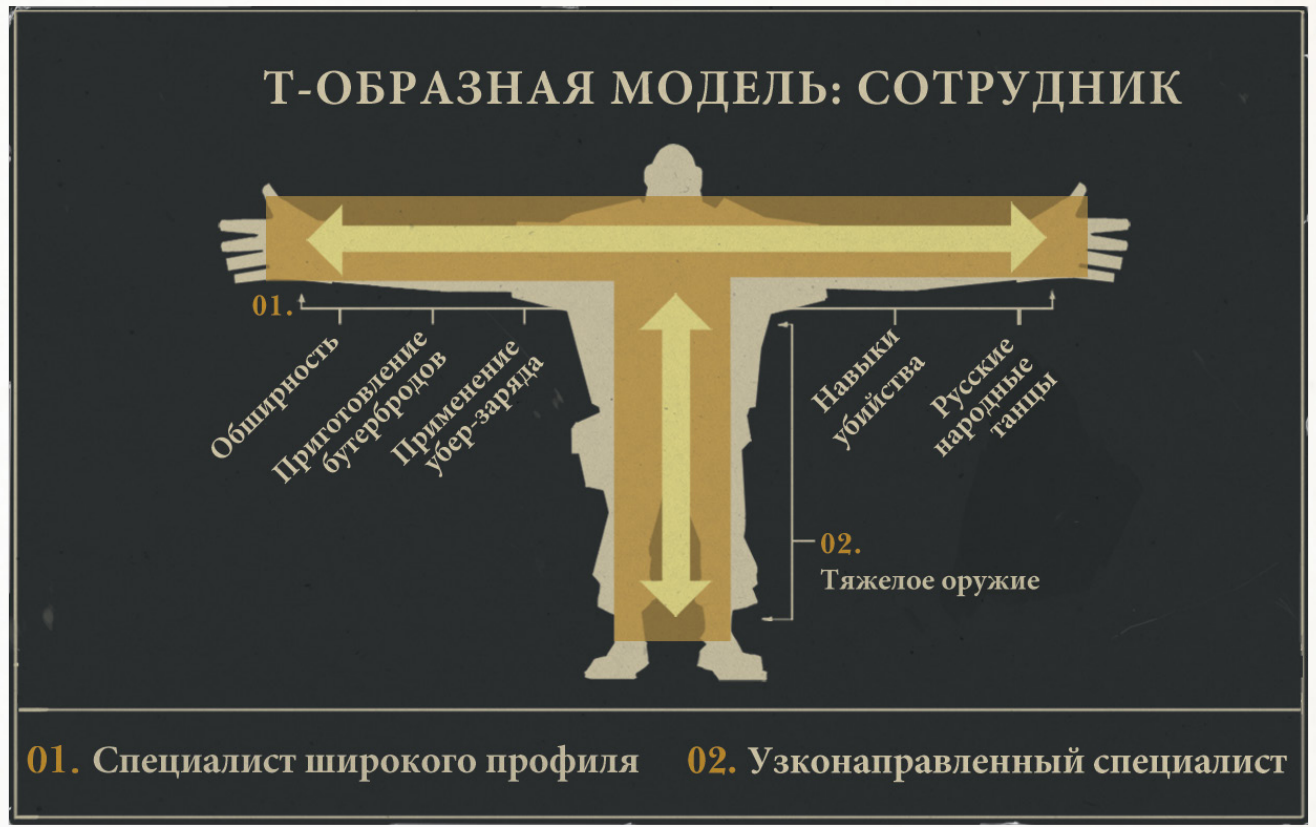 Т-ОБРАЗНАЯ МОДЕЛЬ: СОТРУДНИК
01.
Обширность
Приготовление
бутербродов
Применение
убер-заряда
Навыки
убийства
Русские
народные
танцы
02.
Тяжелое оружие
01. Специалист широкого профиля
02. Узконаправленный специалист